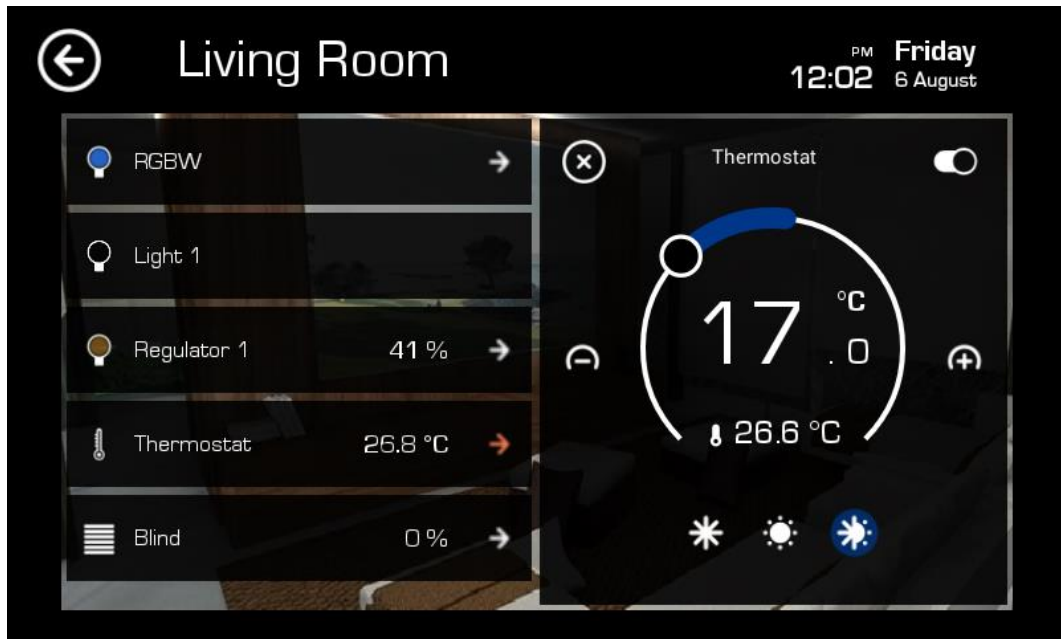 Living Room
PM
12:02
Friday
6 August
RGBW
Light 1
Regulator 1 41 %
Thermostat 26.8 °C
Blind 0 %
Thermostat
17 .0 °C
26.6 °C